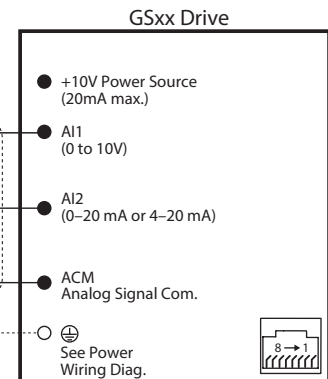 GSxx Drive
+10V Power Source
(20mA max.)
AI1
(0 to 10V)
AI2
(0–20 mA or 4–20 mA)
ACM
Analog Signal Com.
See Power
Wiring Diag.
8→1